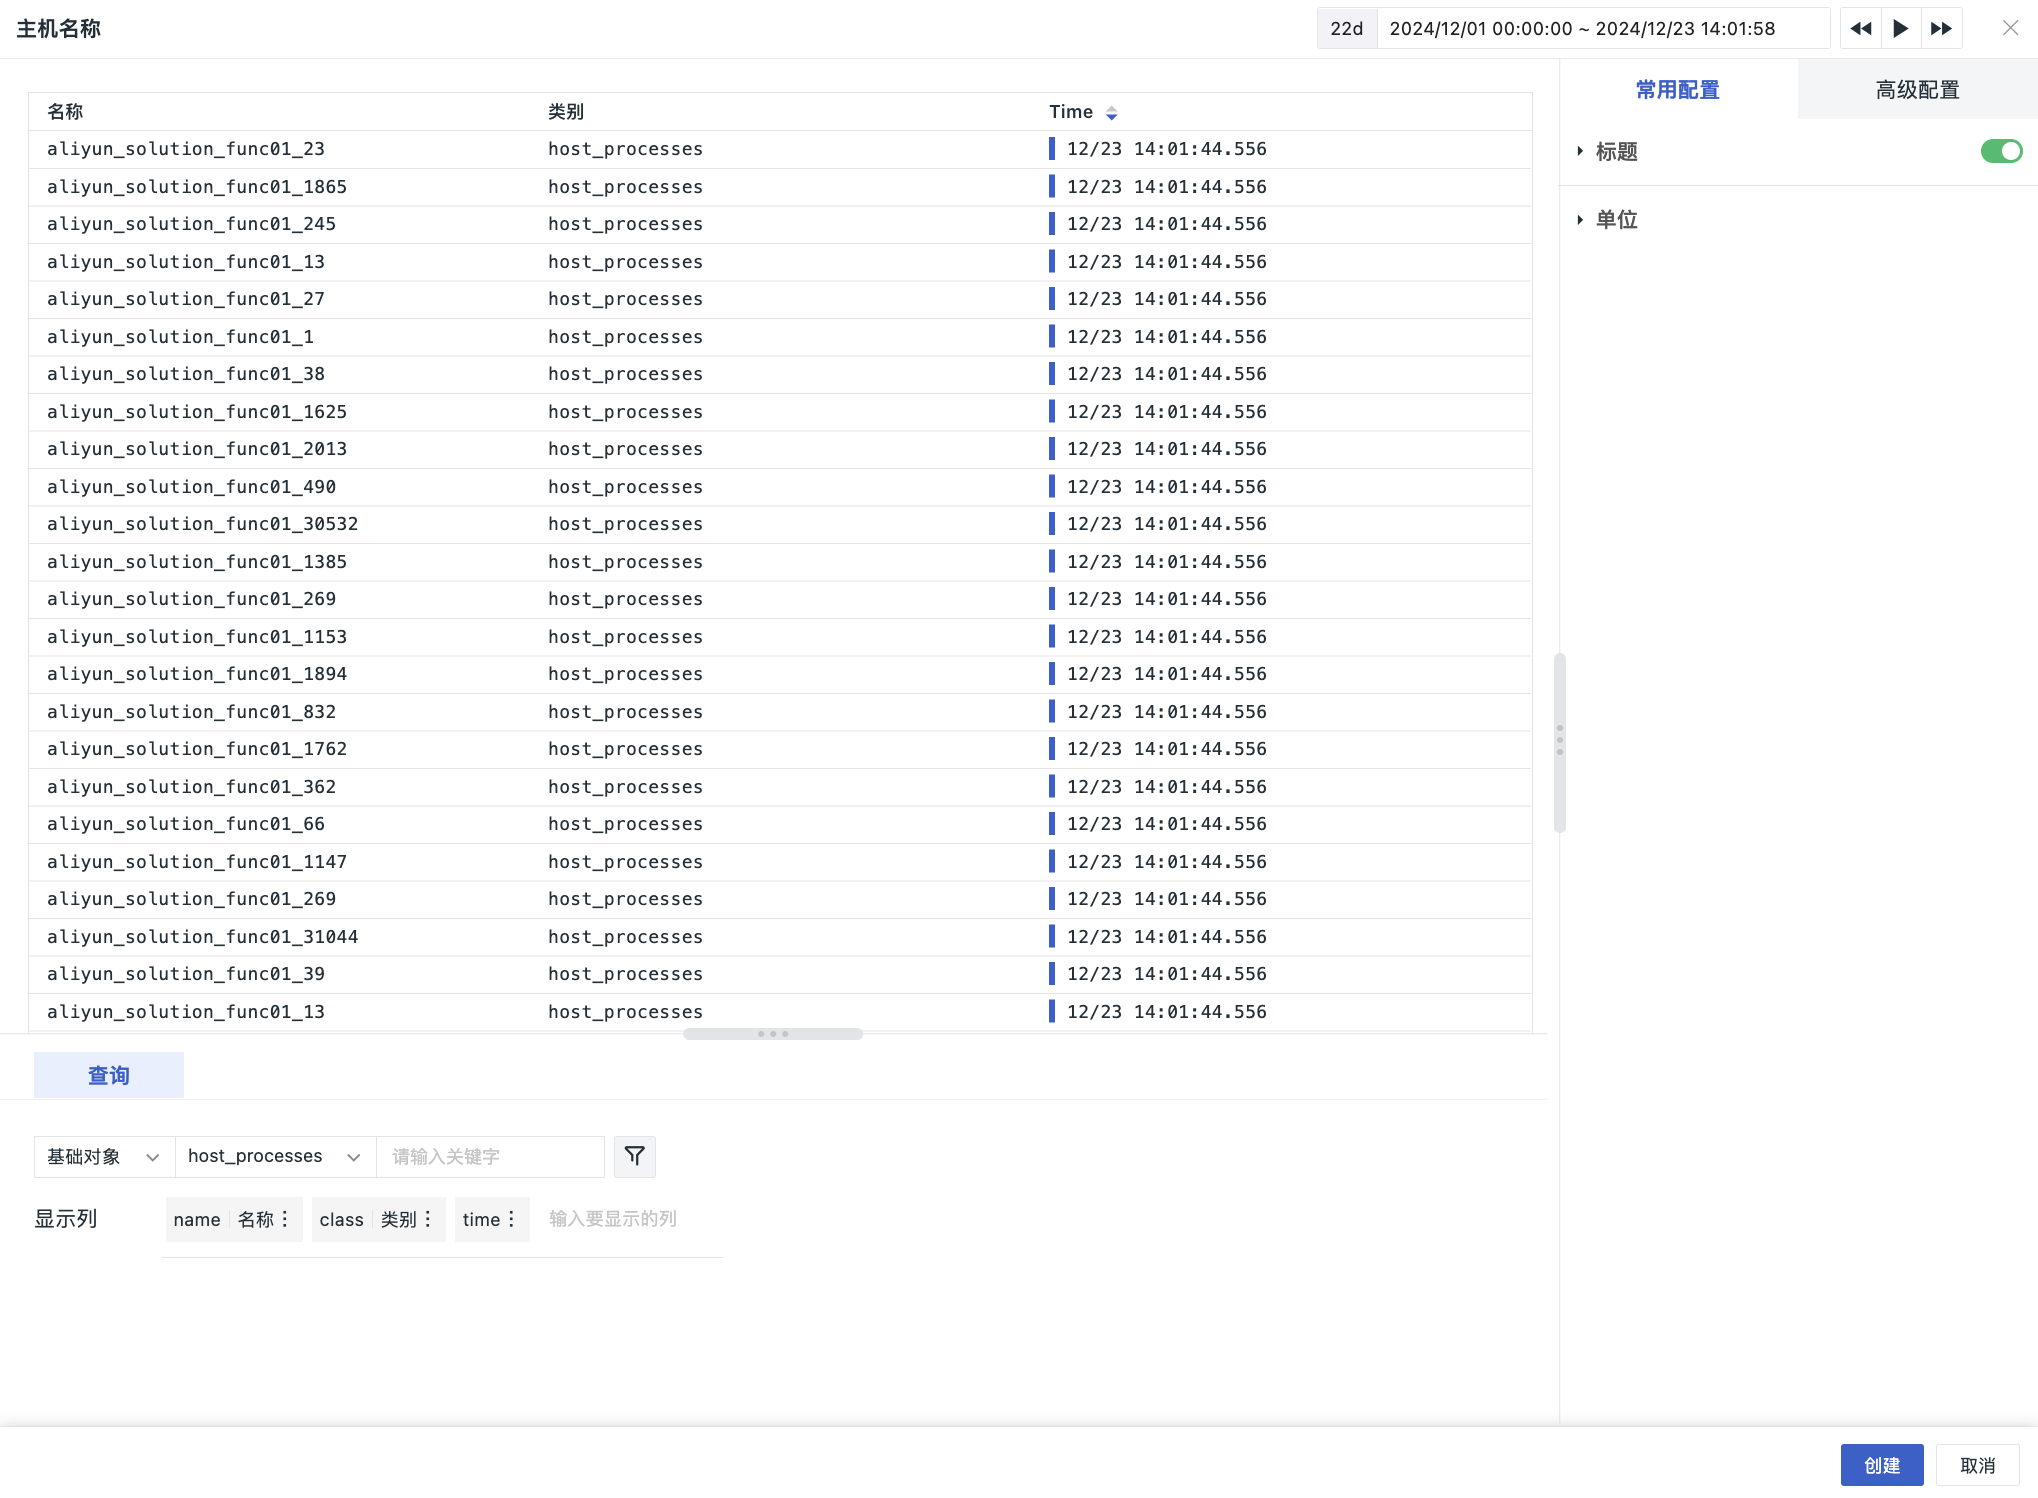 主机名称
22d 2024/12/01 00:00:00 ~ 2024/12/23 14:01:58
名称 类别 Time
aliyun_solution_func01_23 host_processes 12/23 14:01:44.556
aliyun_solution_func01_1865 host_processes 12/23 14:01:44.556
aliyun_solution_func01_245 host_processes 12/23 14:01:44.556
aliyun_solution_func01_13 host_processes 12/23 14:01:44.556
aliyun_solution_func01_27 host_processes 12/23 14:01:44.556
aliyun_solution_func01_1 host_processes 12/23 14:01:44.556
aliyun_solution_func01_38 host_processes 12/23 14:01:44.556
aliyun_solution_func01_1625 host_processes 12/23 14:01:44.556
aliyun_solution_func01_2013 host_processes 12/23 14:01:44.556
aliyun_solution_func01_490 host_processes 12/23 14:01:44.556
aliyun_solution_func01_30532 host_processes 12/23 14:01:44.556
aliyun_solution_func01_1385 host_processes 12/23 14:01:44.556
aliyun_solution_func01_269 host_processes 12/23 14:01:44.556
aliyun_solution_func01_1153 host_processes 12/23 14:01:44.556
aliyun_solution_func01_1894 host_processes 12/23 14:01:44.556
aliyun_solution_func01_832 host_processes 12/23 14:01:44.556
aliyun_solution_func01_1762 host_processes 12/23 14:01:44.556
aliyun_solution_func01_362 host_processes 12/23 14:01:44.556
aliyun_solution_func01_66 host_processes 12/23 14:01:44.556
aliyun_solution_func01_1147 host_processes 12/23 14:01:44.556
aliyun_solution_func01_269 host_processes 12/23 14:01:44.556
aliyun_solution_func01_31044 host_processes 12/23 14:01:44.556
aliyun_solution_func01_39 host_processes 12/23 14:01:44.556
aliyun_solution_func01_13 host_processes 12/23 14:01:44.556
常用配置 高级配置
标题
单位
查询
基础对象 host_processes 请输入关键字
显示列 name 名称 class 类别 time 输入要显示的列
创建 取消